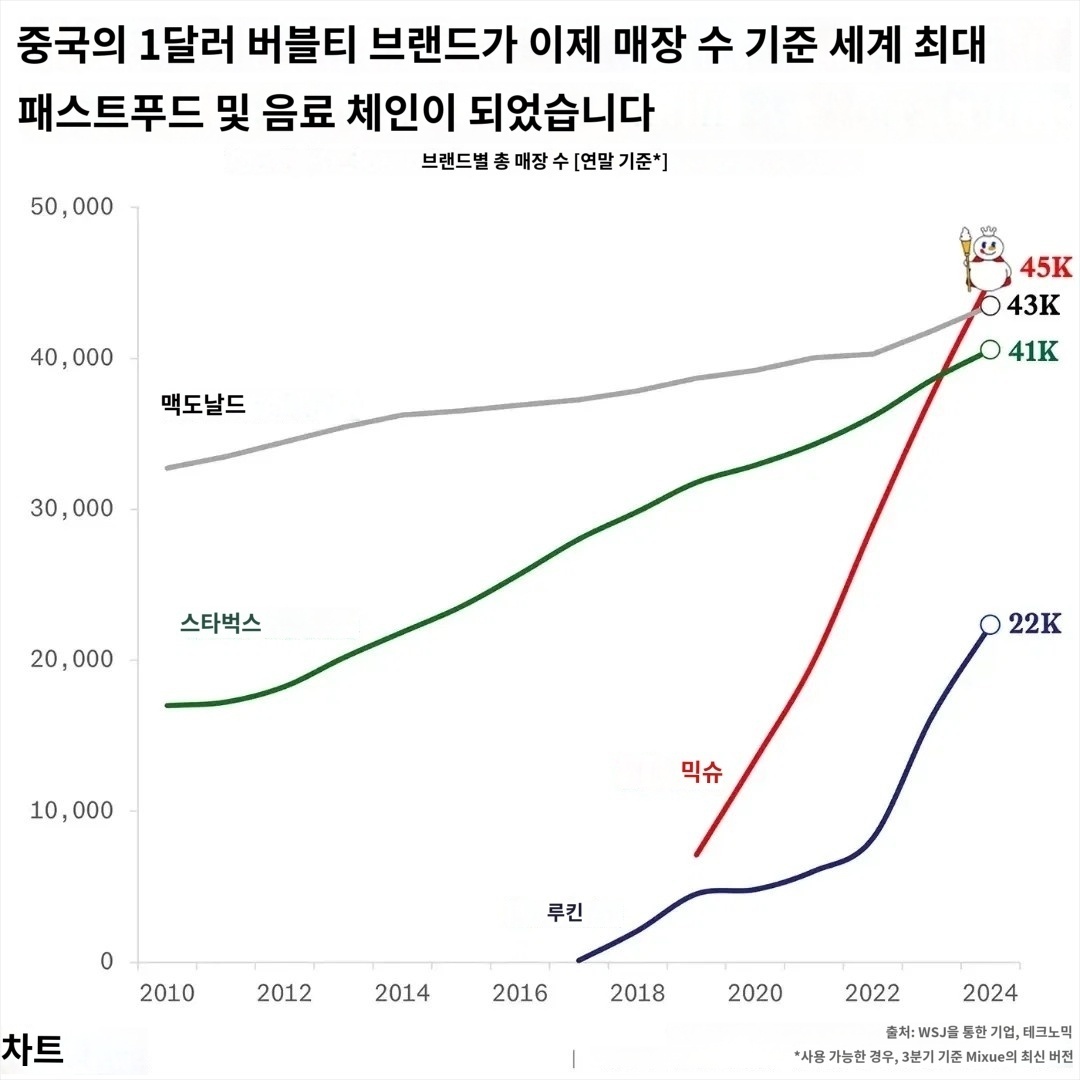 중국의 1달러 버블티 브랜드가 이제 매장 수 기준 세계 최대
패스트푸드 및 음료 체인이 되었습니다
브랜드별 총 매장 수 [연말 기준*]
50,000
45K
43K
40,000
41K
맥도날드
30,000
스타벅스
22K
20,000
믹슈
10,000
루킨
0
2010 2012 2014 2016 2018 2020 2022 2024
출처: WSJ을 통한 기업, 테크노믹
차트
*사용 가능한 경우, 3분기 기준 Mixue의 최신 버전